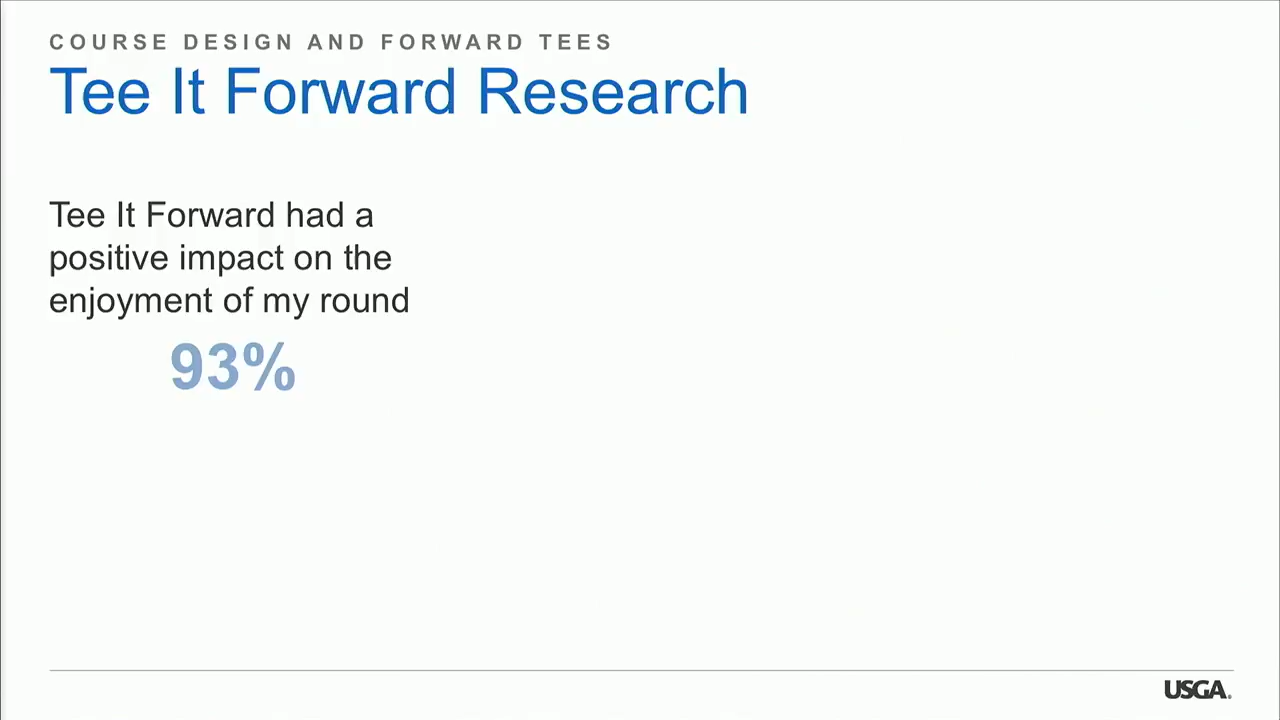 COURSE DESIGN AND FORWARD TEES
Tee It Forward Research
Tee It Forward had a
positive impact on the
enjoyment of my round
93%
USGA.